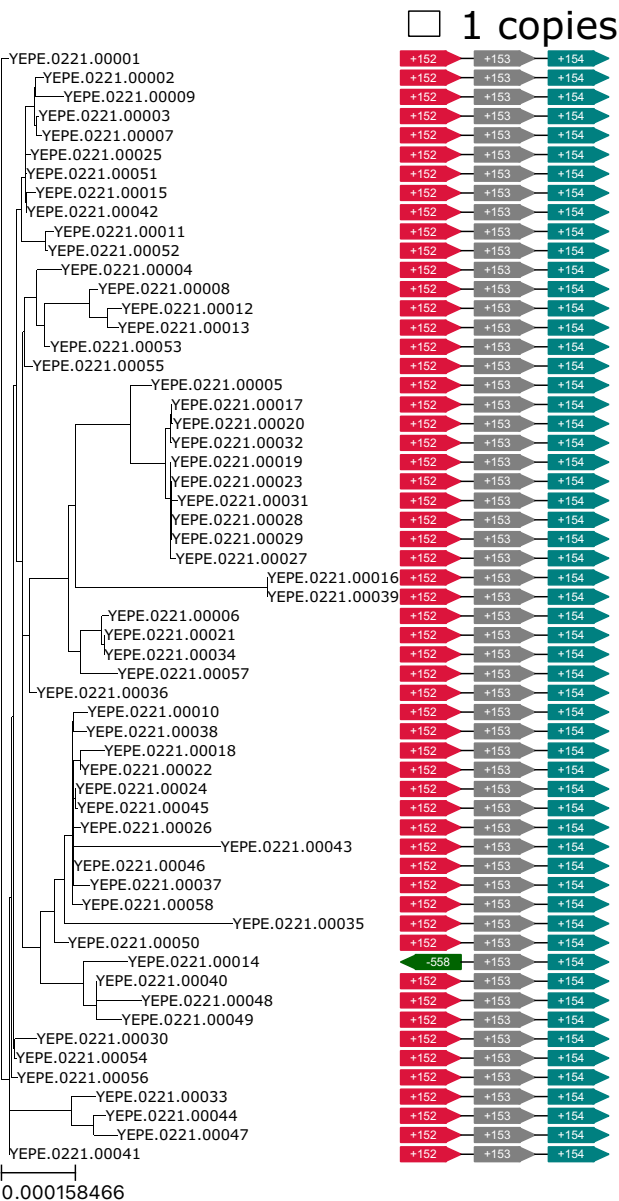 1 copies
YEPE.0221.00001 +152 +153 +154
YEPE.0221.00002 +152 +153 +154
YEPE.0221.00009 +152 +153 +154
YEPE.0221.00003 +152 +153 +154
YEPE.0221.00007 +152 +153 +154
YEPE.0221.00025 +152 +153 +154
YEPE.0221.00051 +152 +153 +154
YEPE.0221.00015 +152 +153 +154
YEPE.0221.00042 +152 +153 +154
YEPE.0221.00011 +152 +153 +154
YEPE.0221.00052 +152 +153 +154
YEPE.0221.00004 +152 +153 +154
YEPE.0221.00008 +152 +153 +154
YEPE.0221.00012 +152 +153 +154
YEPE.0221.00013 +152 +153 +154
YEPE.0221.00053 +152 +153 +154
YEPE.0221.00055 +152 +153 +154
YEPE.0221.00005 +152 +153 +154
YEPE.0221.00017 +152 +153 +154
YEPE.0221.00020 +152 +153 +154
YEPE.0221.00032 +152 +153 +154
YEPE.0221.00019 +152 +153 +154
YEPE.0221.00023 +152 +153 +154
YEPE.0221.00031 +152 +153 +154
YEPE.0221.00028 +152 +153 +154
YEPE.0221.00029 +152 +153 +154
YEPE.0221.00027 +152 +153 +154
YEPE.0221.00016 +152 +153 +154
YEPE.0221.00039 +152 +153 +154
YEPE.0221.00006 +152 +153 +154
YEPE.0221.00021 +152 +153 +154
YEPE.0221.00034 +152 +153 +154
YEPE.0221.00057 +152 +153 +154
YEPE.0221.00036 +152 +153 +154
YEPE.0221.00010 +152 +153 +154
YEPE.0221.00038 +152 +153 +154
YEPE.0221.00018 +152 +153 +154
YEPE.0221.00022 +152 +153 +154
YEPE.0221.00024 +152 +153 +154
YEPE.0221.00045 +152 +153 +154
YEPE.0221.00026 +152 +153 +154
YEPE.0221.00043 +152 +153 +154
YEPE.0221.00046 +152 +153 +154
YEPE.0221.00037 +152 +153 +154
YEPE.0221.00058 +152 +153 +154
YEPE.0221.00035 +152 +153 +154
YEPE.0221.00050 +152 +153 +154
YEPE.0221.00014 -558 +153 +154
YEPE.0221.00040 +152 +153 +154
YEPE.0221.00048 +152 +153 +154
YEPE.0221.00049 +152 +153 +154
YEPE.0221.00030 +152 +153 +154
YEPE.0221.00054 +152 +153 +154
YEPE.0221.00056 +152 +153 +154
YEPE.0221.00033 +152 +153 +154
YEPE.0221.00044 +152 +153 +154
YEPE.0221.00047 +152 +153 +154
YEPE.0221.00041 +152 +153 +154
0.000158466